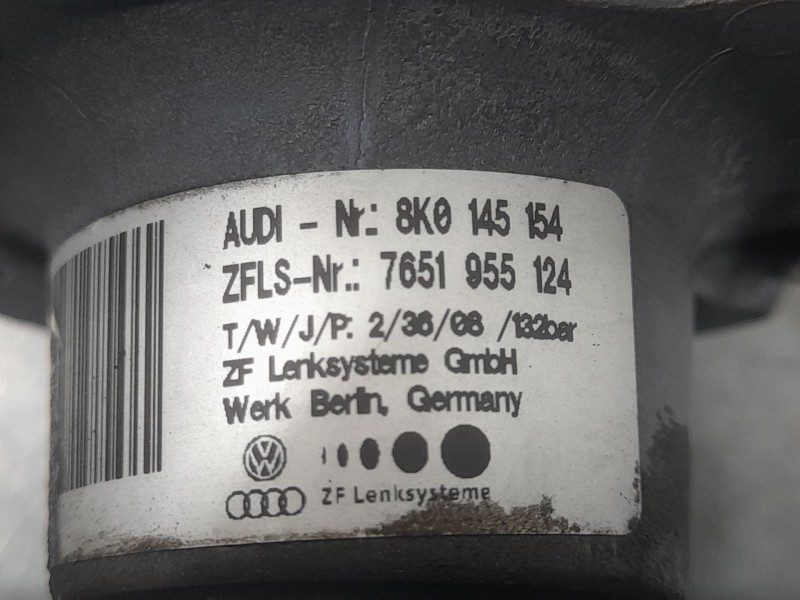 AUDI - Nr.: 8K0 145 154
ZFLS-Nr.: 7651 955 124
T/W/J/P: 2/36/08 /132bar
ZF Lenksysteme GmbH
Werk Berlin, Germany
ZF Lenksysteme